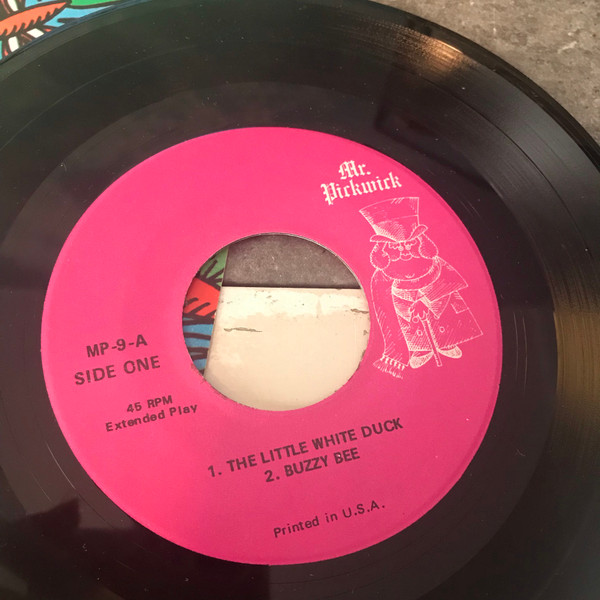 Mr.
Pickwick
MP-9-A
SIDE ONE
45 RPM
Extended Play
1. THE LITTLE WHITE DUCK
2. BUZZY BEE
Printed in U.S.A.